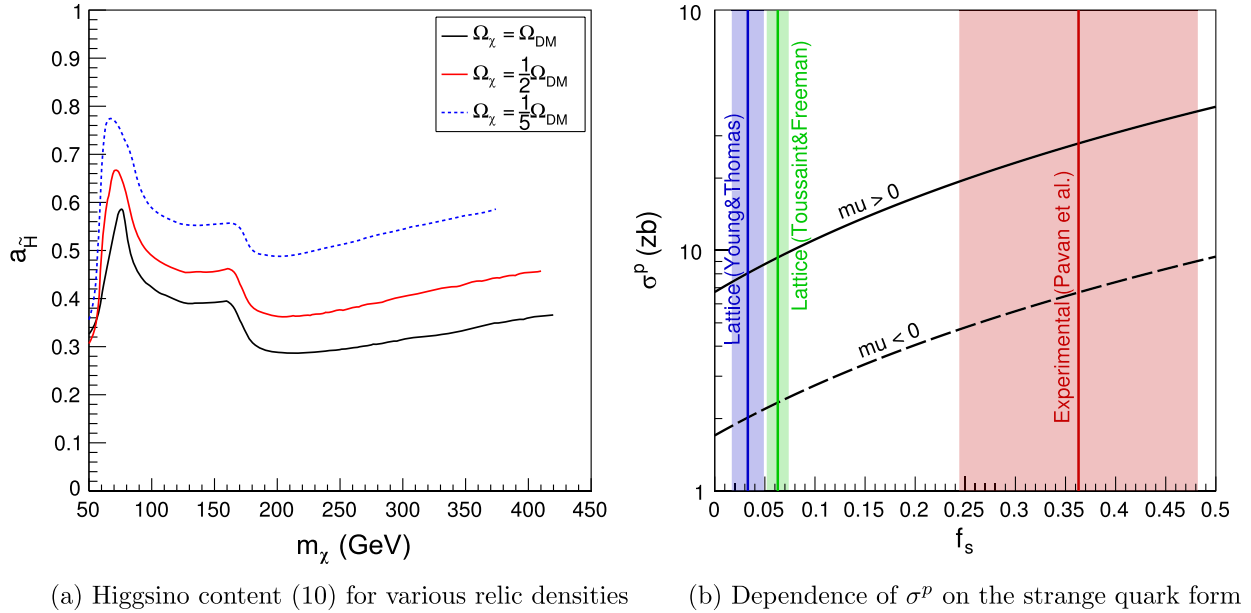 1
0.9
0.8
0.7
0.6
0.5
0.4
0.3
0.2
0.1
0
a_H̃
50 100 150 200 250 300 350 400 450
m_χ (GeV)
Ω_χ = Ω_DM
Ω_χ = 1/2 Ω_DM
Ω_χ = 1/5 Ω_DM
(a) Higgsino content (10) for various relic densities
10
10
1
σ^p (zb)
Lattice (Young&Thomas)
Lattice (Toussaint&Freeman)
Experimental (Pavan et al.)
mu > 0
mu < 0
0 0.05 0.1 0.15 0.2 0.25 0.3 0.35 0.4 0.45 0.5
f_s
(b) Dependence of σ^p on the strange quark form